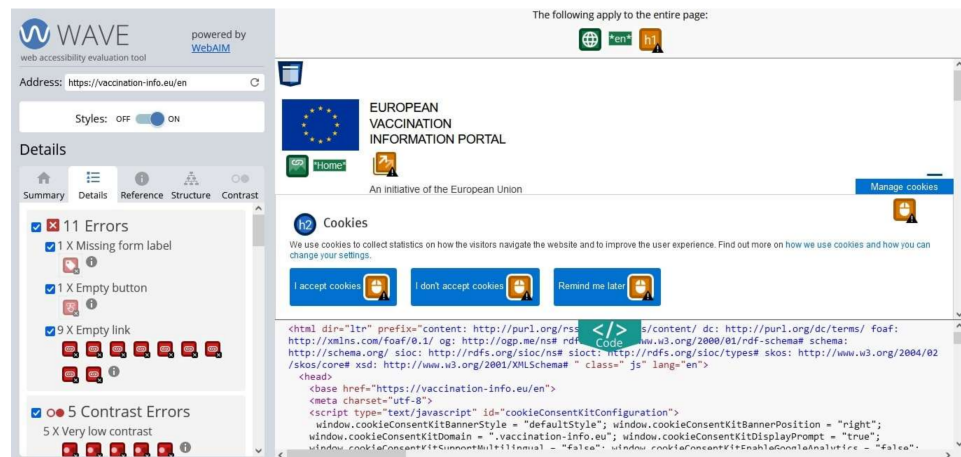 WAVE
powered by
WebAIM
web accessibility evaluation tool
Address: https://vaccination-info.eu/en
Styles: OFF ON
Details
Summary Details Reference Structure Contrast
11 Errors
1 X Missing form label
1 X Empty button
9 X Empty link
5 Contrast Errors
5 X Very low contrast
The following apply to the entire page:
*en* h1
EUROPEAN
VACCINATION
INFORMATION PORTAL
*Home*
An initiative of the European Union
Manage cookies
h2 Cookies
We use cookies to collect statistics on how the visitors navigate the website and to improve the user experience. Find out more on how we use cookies and how you can
change your settings.
I accept cookies I don't accept cookies Remind me later
</>
Code
<html dir="ltr" prefix="content: http://purl.org/rss s/content/ dc: http://purl.org/dc/terms/ foaf:
http://xmlns.com/foaf/0.1/ og: http://ogp.me/ns# rdf ww.w3.org/2000/01/rdf-schema# schema:
http://schema.org/ sioc: http://rdfs.org/sioc/ns# sioct: http://rdfs.org/sioc/types# skos: http://www.w3.org/2004/02
/skos/core# xsd: http://www.w3.org/2001/XMLSchema# " class=" js" lang="en">
<head>
<base href="https://vaccination-info.eu/en">
<meta charset="utf-8">
<script type="text/javascript" id="cookieConsentKitConfiguration">
window.cookieConsentKitBannerStyle = "defaultStyle"; window.cookieConsentKitBannerPosition = "right";
window.cookieConsentKitDomain = ".vaccination-info.eu"; window.cookieConsentKitDisplayPrompt = "true";
window.cookieConsentKitSupportMultilingual = "false"; window.cookieConsentKitEnableGoogleAnalytics = "false";